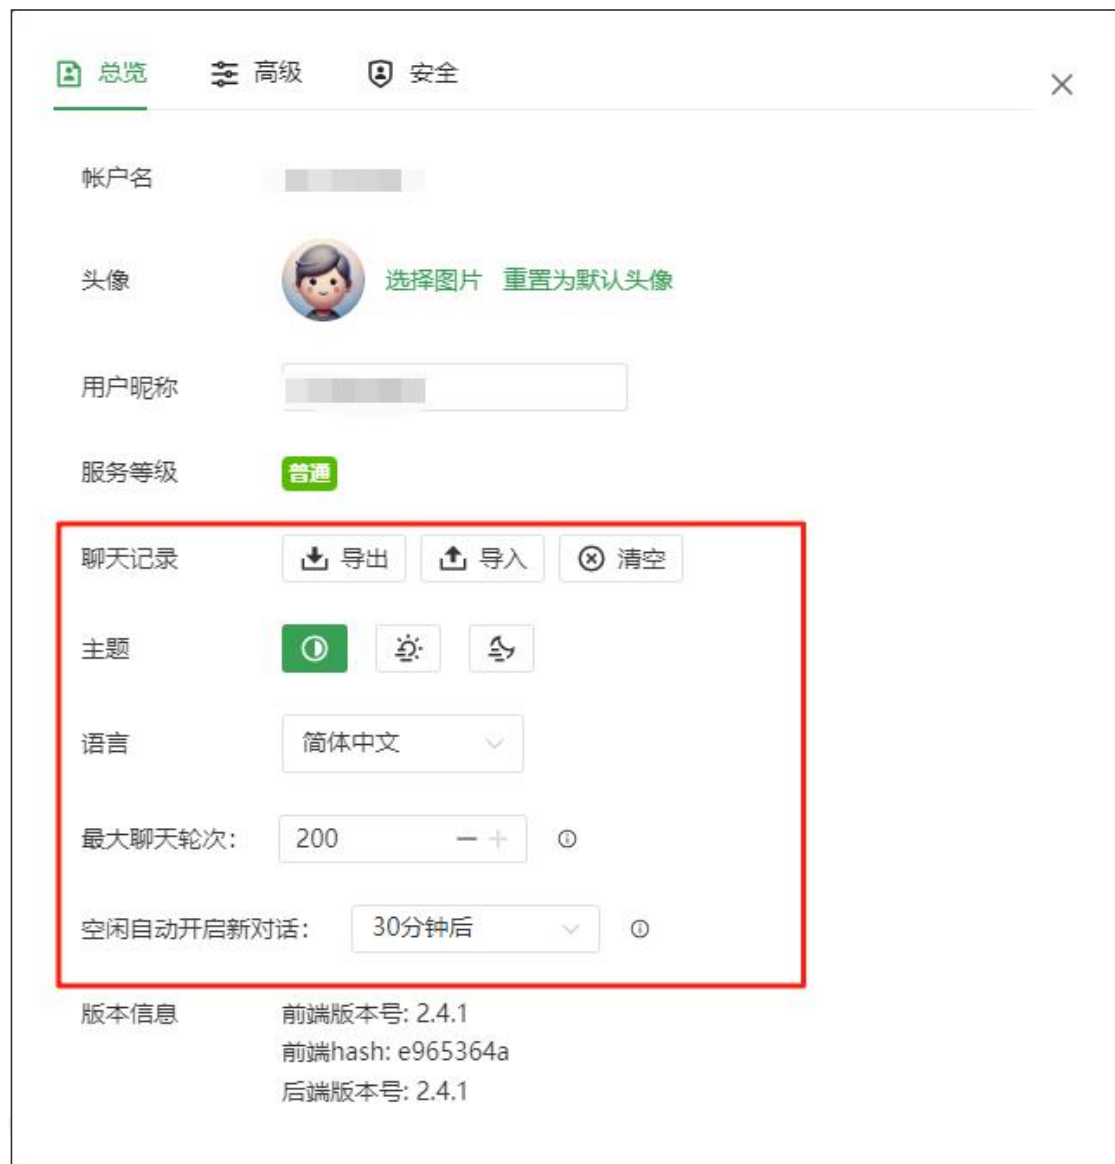 总览 高级 安全
帐户名
头像 选择图片 重置为默认头像
用户昵称
服务等级 普通
聊天记录 导出 导入 清空
主题
语言 简体中文
最大聊天轮次: 200
空闲自动开启新对话: 30分钟后
版本信息 前端版本号: 2.4.1
前端hash: e965364a
后端版本号: 2.4.1